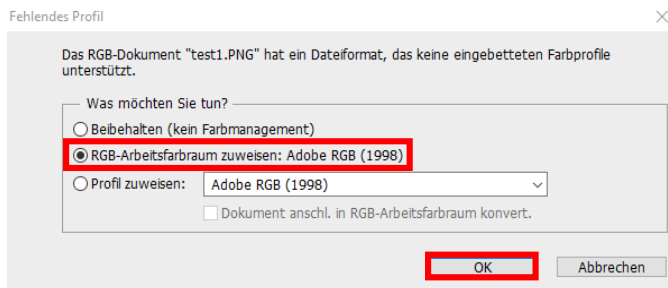 Fehlendes Profil
Das RGB-Dokument "test1.PNG" hat ein Dateiformat, das keine eingebetteten Farbprofile
unterstützt.
Was möchten Sie tun?
Beibehalten (kein Farbmanagement)
RGB-Arbeitsfarbraum zuweisen: Adobe RGB (1998)
Profil zuweisen: Adobe RGB (1998)
Dokument anschl. in RGB-Arbeitsfarbraum konvert.
OK Abbrechen